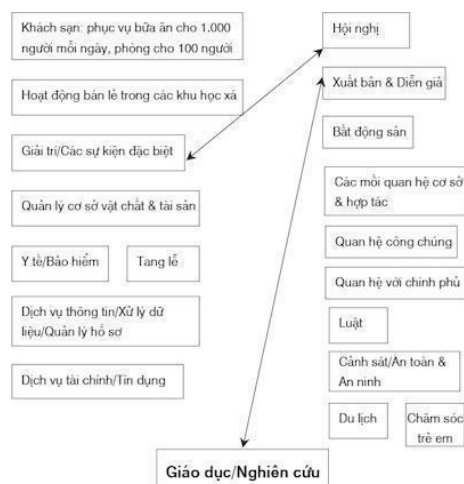 Khách sạn: phục vụ bữa ăn cho 1.000
người mỗi ngày, phòng cho 100 người
Hoạt động bán lẻ trong các khu học xá
Giải trí/Các sự kiện đặc biệt
Quản lý cơ sở vật chất & tài sản
Y tế/Bảo hiểm
Tang lễ
Dịch vụ thông tin/Xử lý dữ
liệu/Quản lý hồ sơ
Dịch vụ tài chính/Tín dụng
Hội nghị
Xuất bản & Diễn giả
Bất động sản
Các mối quan hệ cơ sở
& hợp tác
Quan hệ công chúng
Quan hệ với chính phủ
Luật
Cảnh sát/An toàn &
An ninh
Du lịch
Chăm sóc
trẻ em
Giáo dục/Nghiên cứu